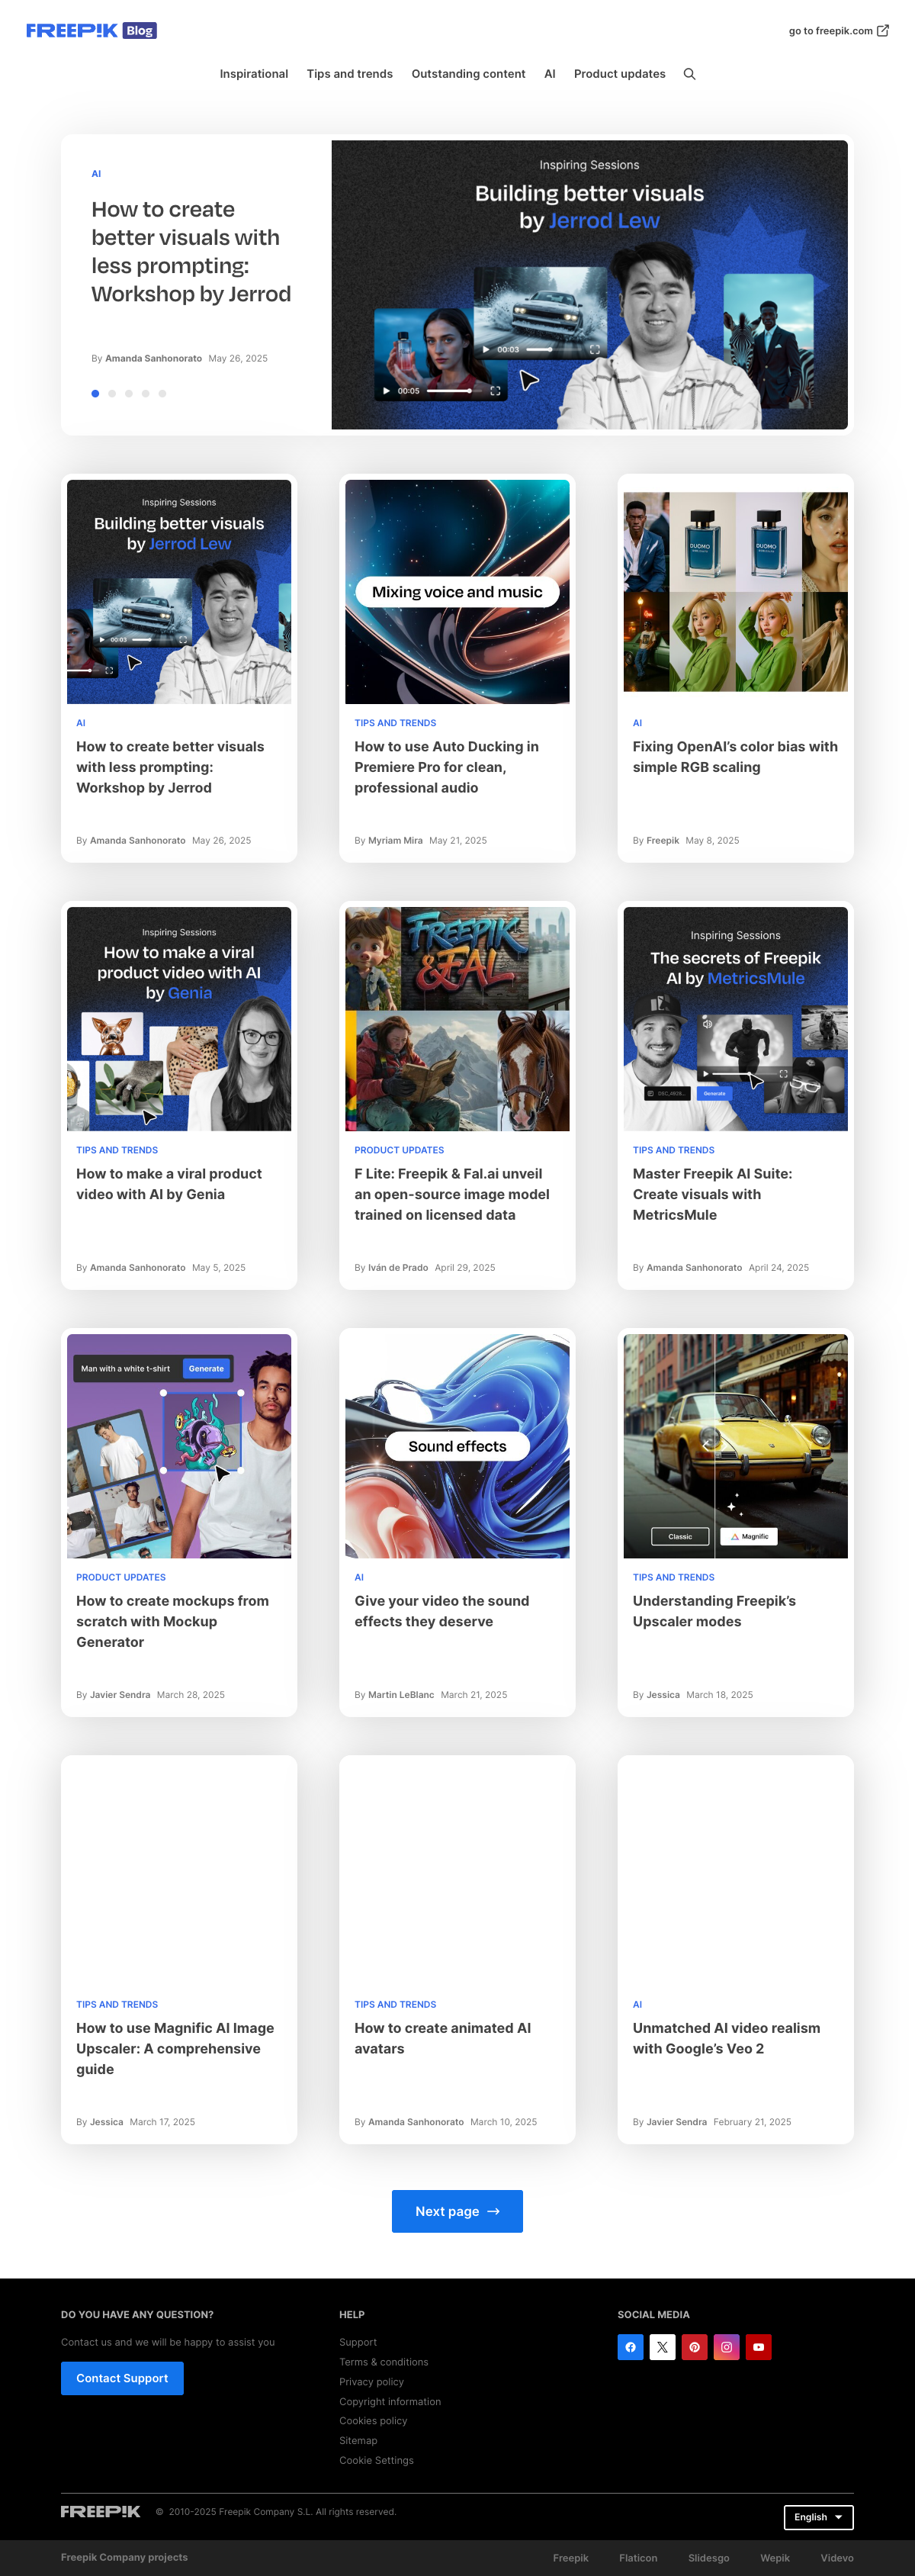 FREEPIK Blog
go to freepik.com
Inspirational Tips and trends Outstanding content AI Product updates
AI
How to create
better visuals with
less prompting:
Workshop by Jerrod
By Amanda Sanhonorato May 26, 2025
Inspiring Sessions
Building better visuals
by Jerrod Lew
00:03
00:05
Inspiring Sessions
Building better visuals
by Jerrod Lew
00:03
AI
How to create better visuals
with less prompting:
Workshop by Jerrod
By Amanda Sanhonorato May 26, 2025
Mixing voice and music
TIPS AND TRENDS
How to use Auto Ducking in
Premiere Pro for clean,
professional audio
By Myriam Mira May 21, 2025
DUOMO
DUOMO
AI
Fixing OpenAI’s color bias with
simple RGB scaling
By Freepik May 8, 2025
Inspiring Sessions
How to make a viral
product video with AI
by Genia
TIPS AND TRENDS
How to make a viral product
video with AI by Genia
By Amanda Sanhonorato May 5, 2025
FREEPIK
&FAL
PRODUCT UPDATES
F Lite: Freepik & Fal.ai unveil
an open-source image model
trained on licensed data
By Iván de Prado April 29, 2025
Inspiring Sessions
The secrets of Freepik
AI by MetricsMule
Generate
TIPS AND TRENDS
Master Freepik AI Suite:
Create visuals with
MetricsMule
By Amanda Sanhonorato April 24, 2025
Man with a white t-shirt Generate
PRODUCT UPDATES
How to create mockups from
scratch with Mockup
Generator
By Javier Sendra March 28, 2025
Sound effects
AI
Give your video the sound
effects they deserve
By Martin LeBlanc March 21, 2025
Classic Magnific
TIPS AND TRENDS
Understanding Freepik’s
Upscaler modes
By Jessica March 18, 2025
TIPS AND TRENDS
How to use Magnific AI Image
Upscaler: A comprehensive
guide
By Jessica March 17, 2025
TIPS AND TRENDS
How to create animated AI
avatars
By Amanda Sanhonorato March 10, 2025
AI
Unmatched AI video realism
with Google’s Veo 2
By Javier Sendra February 21, 2025
Next page →
DO YOU HAVE ANY QUESTION?
Contact us and we will be happy to assist you
Contact Support
HELP
Support
Terms & conditions
Privacy policy
Copyright information
Cookies policy
Sitemap
Cookie Settings
SOCIAL MEDIA
FREEPIK © 2010-2025 Freepik Company S.L. All rights reserved.
English
Freepik Company projects
Freepik Flaticon Slidesgo Wepik Videvo